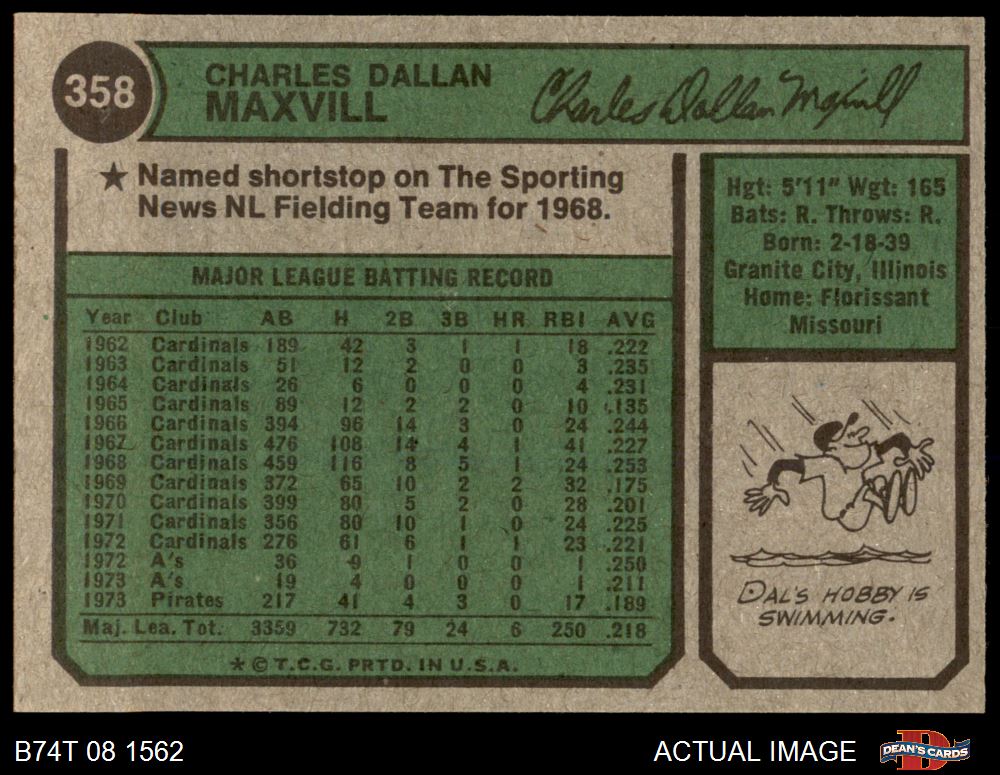 358
CHARLES DALLAN
MAXVILL
Charles Dallan Maxvill
★ Named shortstop on The Sporting
News NL Fielding Team for 1968.
MAJOR LEAGUE BATTING RECORD
Year Club AB H 2B 3B HR RBI AVG
1962 Cardinals 189 42 3 1 1 18 .222
1963 Cardinals 51 12 2 0 0 3 .235
1964 Cardinals 26 6 0 0 0 4 .231
1965 Cardinals 89 12 2 2 0 10 .135
1966 Cardinals 394 96 14 3 0 24 .244
1967 Cardinals 476 108 14 4 1 41 .227
1968 Cardinals 459 116 8 5 1 24 .253
1969 Cardinals 372 65 10 2 2 32 .175
1970 Cardinals 399 80 5 2 0 28 .201
1971 Cardinals 356 80 10 1 0 24 .225
1972 Cardinals 276 61 6 1 1 23 .221
1972 A's 36 9 1 0 0 1 .250
1973 A's 19 4 0 0 0 1 .211
1973 Pirates 217 41 4 3 0 17 .189
Maj. Lea. Tot. 3359 732 79 24 6 250 .218
★ © T.C.G. PRTD. IN U.S.A.
Hgt: 5'11" Wgt: 165
Bats: R. Throws: R.
Born: 2-18-39
Granite City, Illinois
Home: Florissant
Missouri
DAL'S HOBBY IS
SWIMMING.
B74T 08 1562
ACTUAL IMAGE
D
DEAN'S CARDS